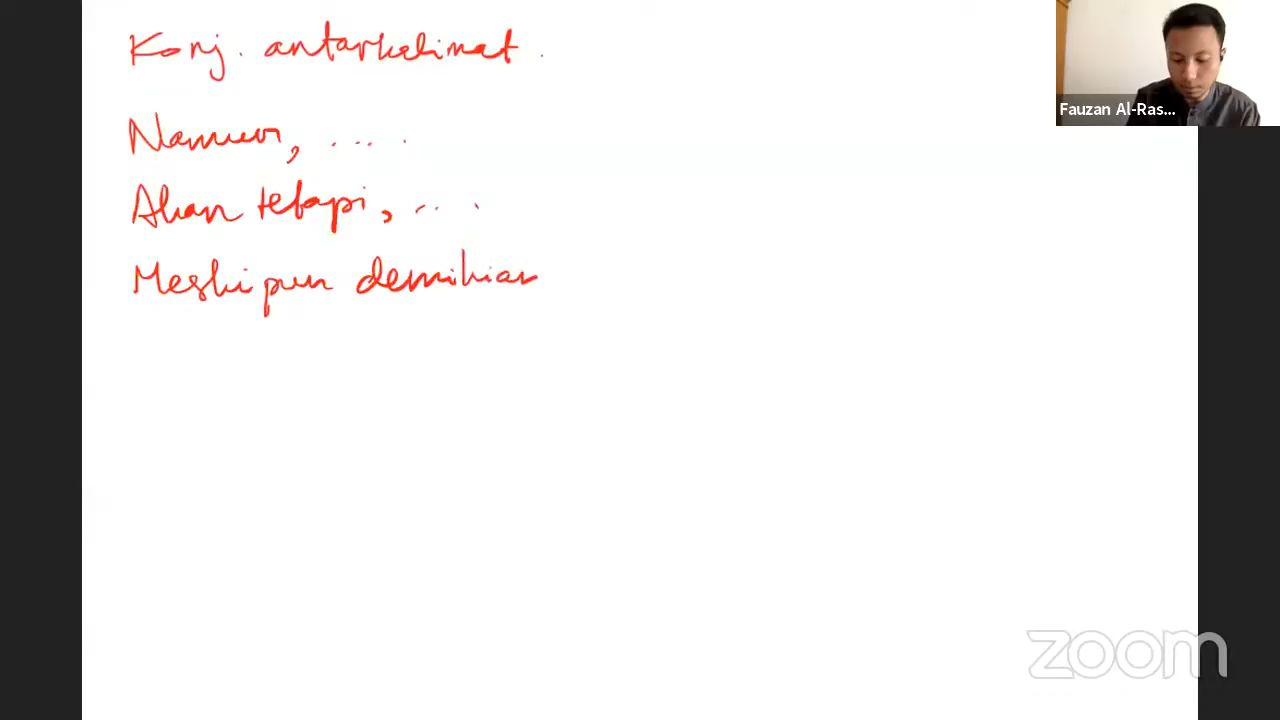 Konj. antarkalimat.
Namun, ....
Akan tetapi, ....
Meskipun demikian
Fauzan Al-Ras...
zoom